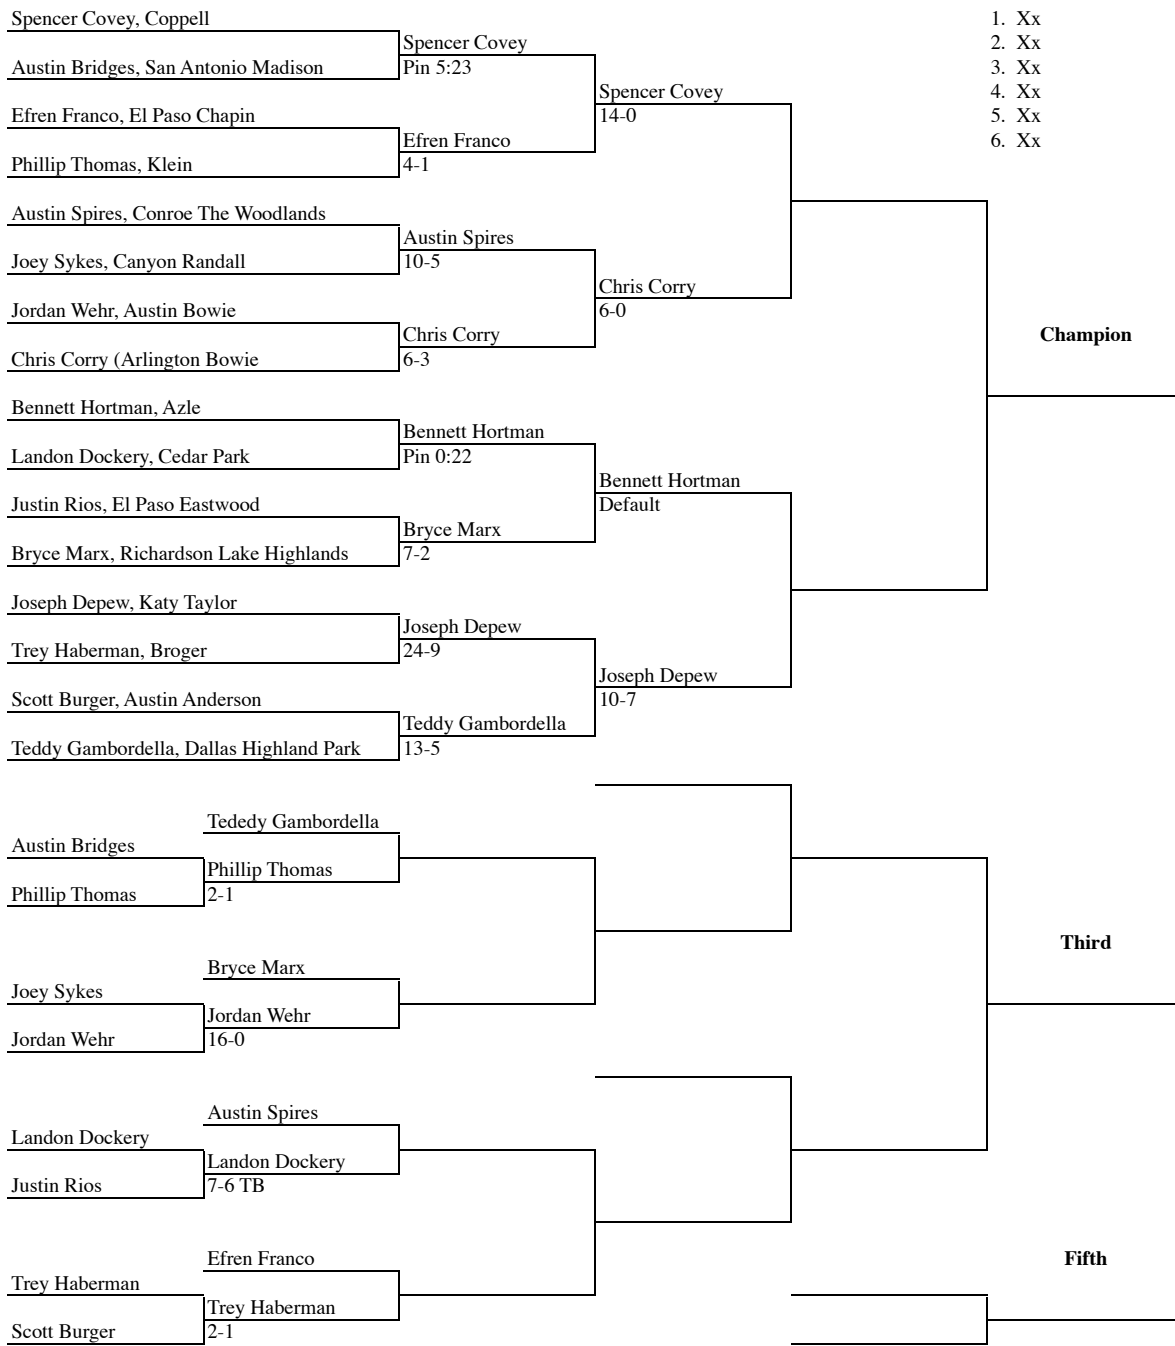 Spencer Covey, Coppell
1. Xx
Spencer Covey
2. Xx
Austin Bridges, San Antonio Madison
Pin 5:23
3. Xx
Spencer Covey
4. Xx
Efren Franco, El Paso Chapin
14-0
5. Xx
Efren Franco
6. Xx
Phillip Thomas, Klein
4-1
Austin Spires, Conroe The Woodlands
Austin Spires
Joey Sykes, Canyon Randall
10-5
Chris Corry
Jordan Wehr, Austin Bowie
6-0
Chris Corry
Champion
Chris Corry (Arlington Bowie
6-3
Bennett Hortman, Azle
Bennett Hortman
Landon Dockery, Cedar Park
Pin 0:22
Bennett Hortman
Justin Rios, El Paso Eastwood
Default
Bryce Marx
Bryce Marx, Richardson Lake Highlands
7-2
Joseph Depew, Katy Taylor
Joseph Depew
Trey Haberman, Broger
24-9
Joseph Depew
Scott Burger, Austin Anderson
10-7
Teddy Gambordella
Teddy Gambordella, Dallas Highland Park
13-5
Tededy Gambordella
Austin Bridges
Phillip Thomas
Phillip Thomas
2-1
Third
Bryce Marx
Joey Sykes
Jordan Wehr
Jordan Wehr
16-0
Austin Spires
Landon Dockery
Landon Dockery
Justin Rios
7-6 TB
Efren Franco
Fifth
Trey Haberman
Trey Haberman
Scott Burger
2-1